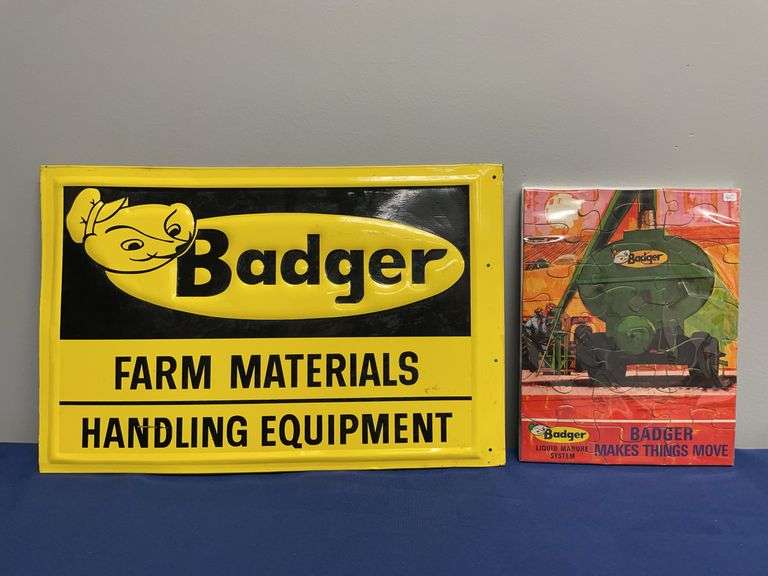 Badger
FARM MATERIALS
HANDLING EQUIPMENT
Badger
Badger
LIQUID MANURE
SYSTEM
BADGER
MAKES THINGS MOVE